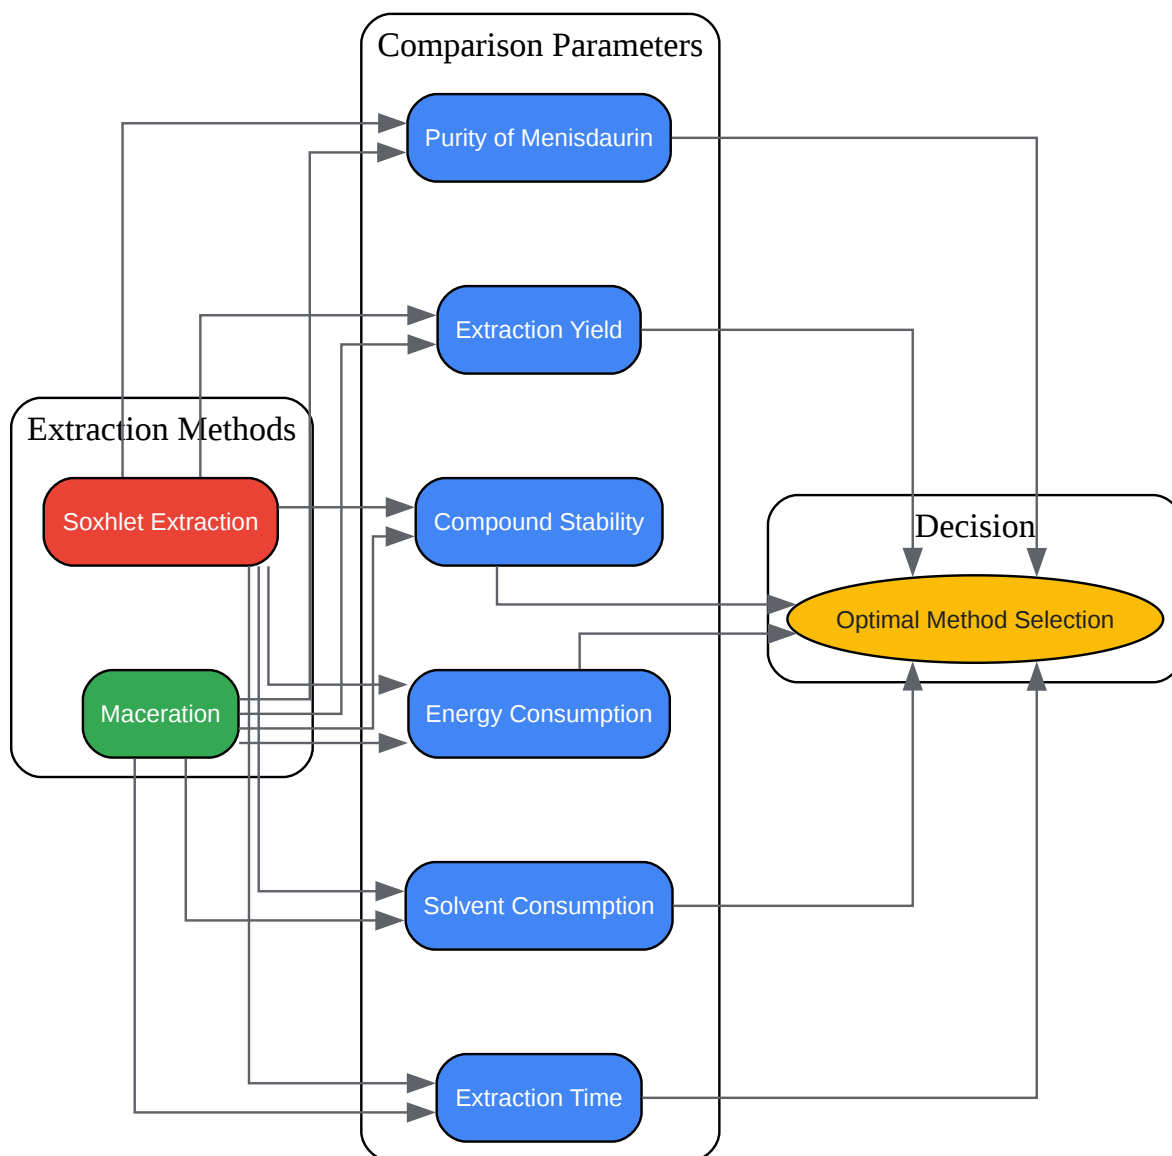 Comparison Parameters
Purity of Menisdaurin
Extraction Yield
Extraction Methods
Soxhlet Extraction
Compound Stability
Decision
Optimal Method Selection
Maceration
Energy Consumption
Solvent Consumption
Extraction Time